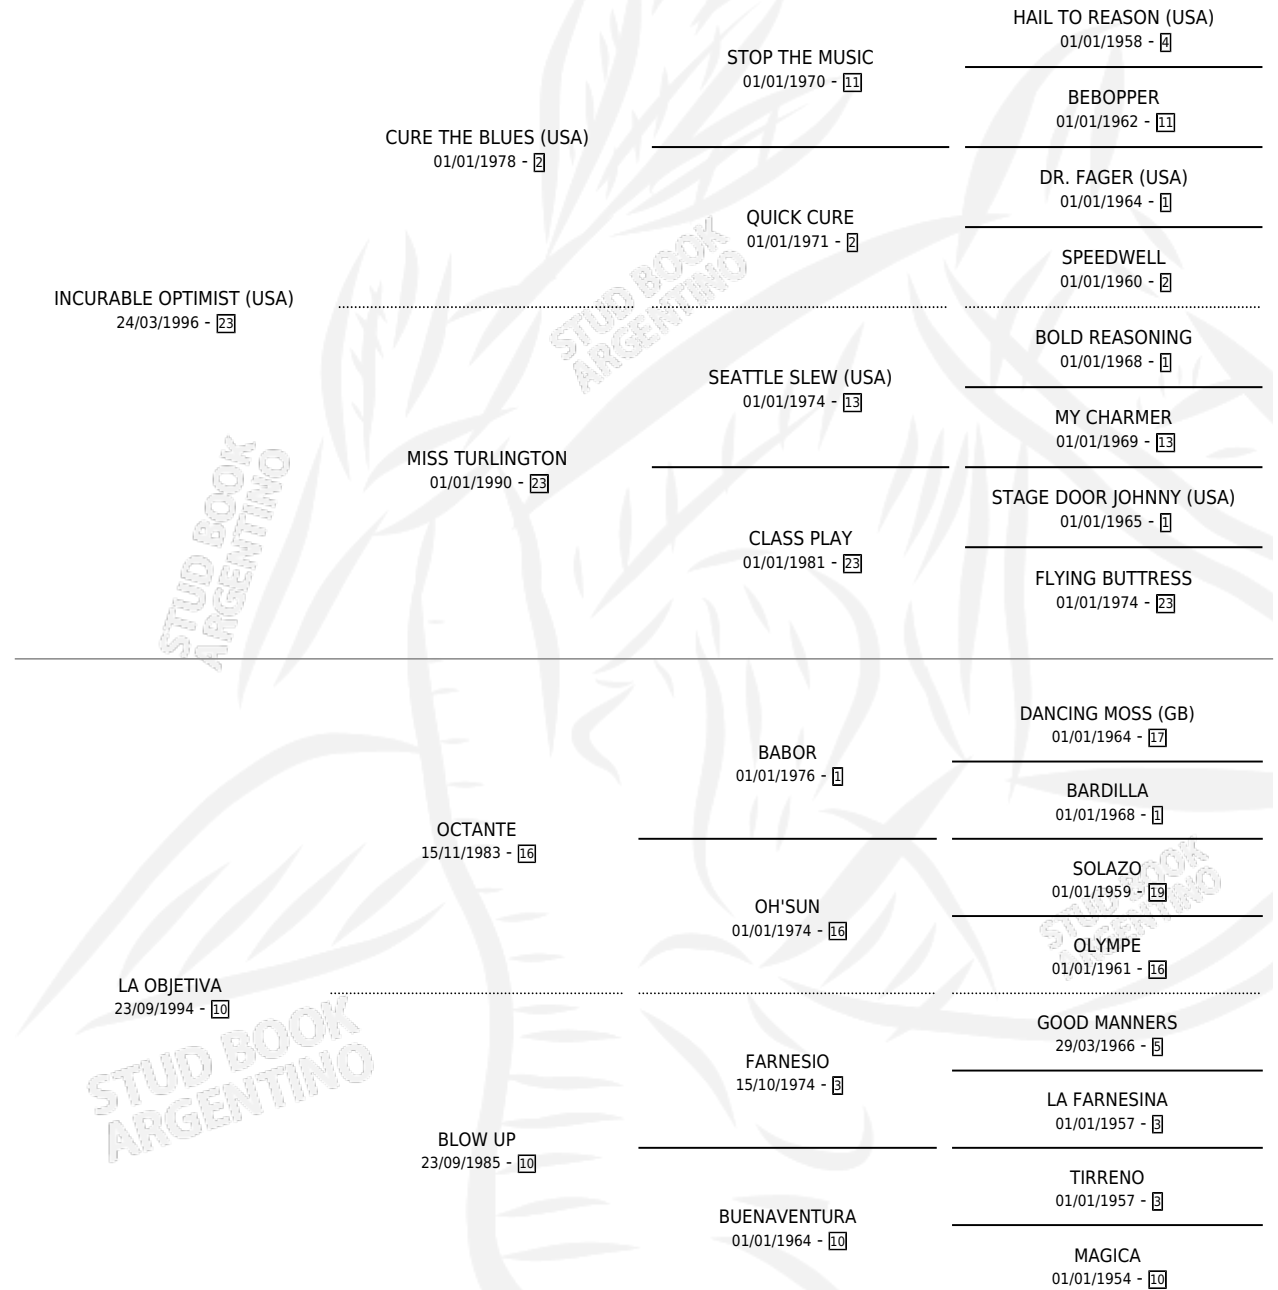 HAIL TO REASON (USA)
01/01/1958 - 4
STOP THE MUSIC
01/01/1970 - 11
BEBOPPER
01/01/1962 - 11
CURE THE BLUES (USA)
01/01/1978 - 2
DR. FAGER (USA)
01/01/1964 - 1
QUICK CURE
01/01/1971 - 2
SPEEDWELL
01/01/1960 - 2
INCURABLE OPTIMIST (USA)
24/03/1996 - 23
BOLD REASONING
01/01/1968 - 1
SEATTLE SLEW (USA)
01/01/1974 - 13
MY CHARMER
01/01/1969 - 13
MISS TURLINGTON
01/01/1990 - 23
STAGE DOOR JOHNNY (USA)
01/01/1965 - 1
CLASS PLAY
01/01/1981 - 23
FLYING BUTTRESS
01/01/1974 - 23
DANCING MOSS (GB)
01/01/1964 - 17
BABOR
01/01/1976 - 1
BARDILLA
01/01/1968 - 1
OCTANTE
15/11/1983 - 16
SOLAZO
01/01/1959 - 19
OH'SUN
01/01/1974 - 16
OLYMPE
01/01/1961 - 16
LA OBJETIVA
23/09/1994 - 10
GOOD MANNERS
29/03/1966 - 5
FARNESIO
15/10/1974 - 3
LA FARNESINA
01/01/1957 - 3
BLOW UP
23/09/1985 - 10
TIRRENO
01/01/1957 - 3
BUENAVENTURA
01/01/1964 - 10
MAGICA
01/01/1954 - 10
STUD BOOK
ARGENTINO
STUD BOOK
ARGENTINO
STUD BOOK
ARGENTINO
STUD BOOK
ARGENTINO